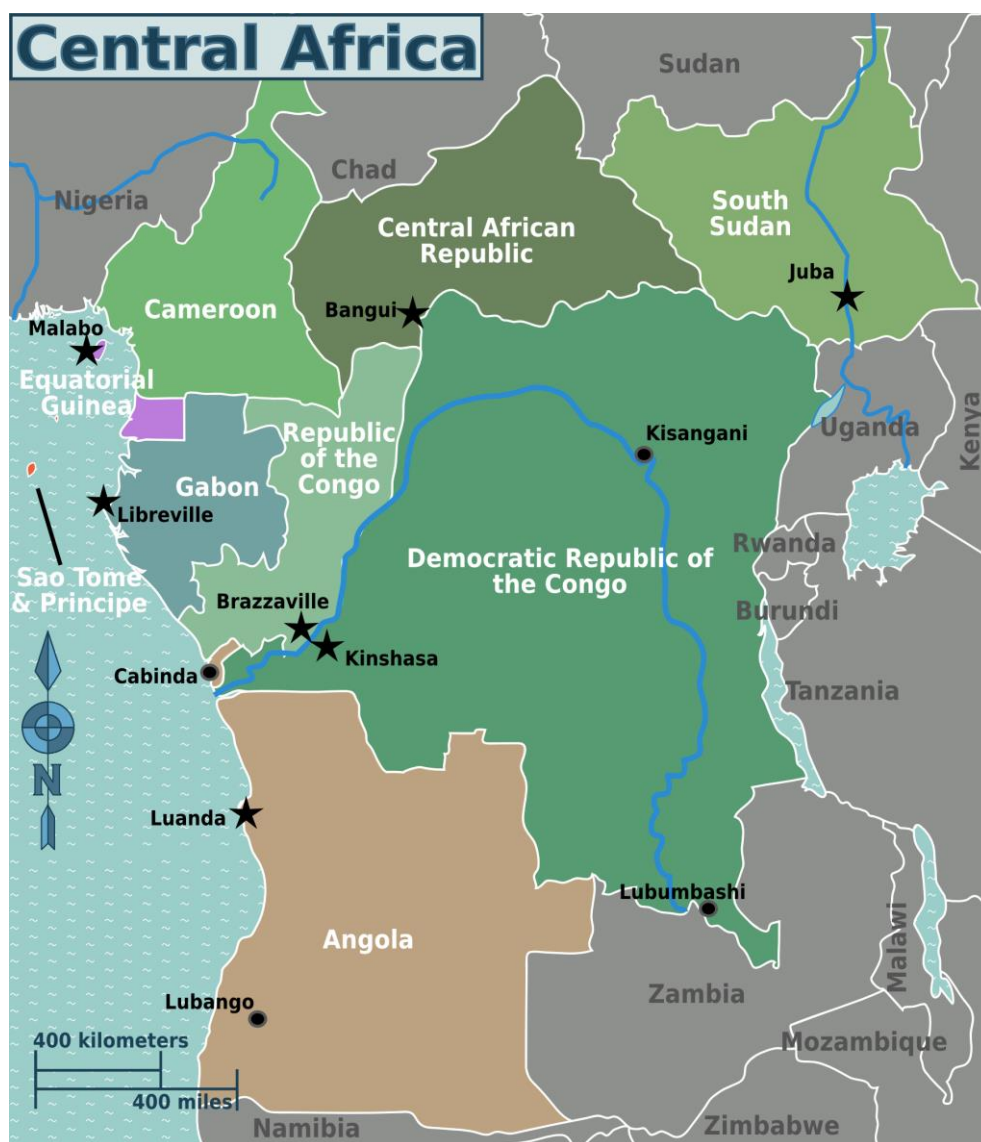 Central Africa
Sudan
Chad
Nigeria
South
Sudan
Central African
Republic
Juba
Cameroon
Bangui
Malabo
Equatorial
Guinea
Kenya
Uganda
Republic
of the
Congo
Kisangani
Gabon
Libreville
Rwanda
Democratic Republic of
the Congo
Sao Tome
& Principe
Brazzaville
Burundi
Kinshasa
Cabinda
Tanzania
N
Luanda
Lubumbashi
Angola
Malawi
Zambia
Lubango
400 kilometers
Mozambique
400 miles
Namibia
Zimbabwe